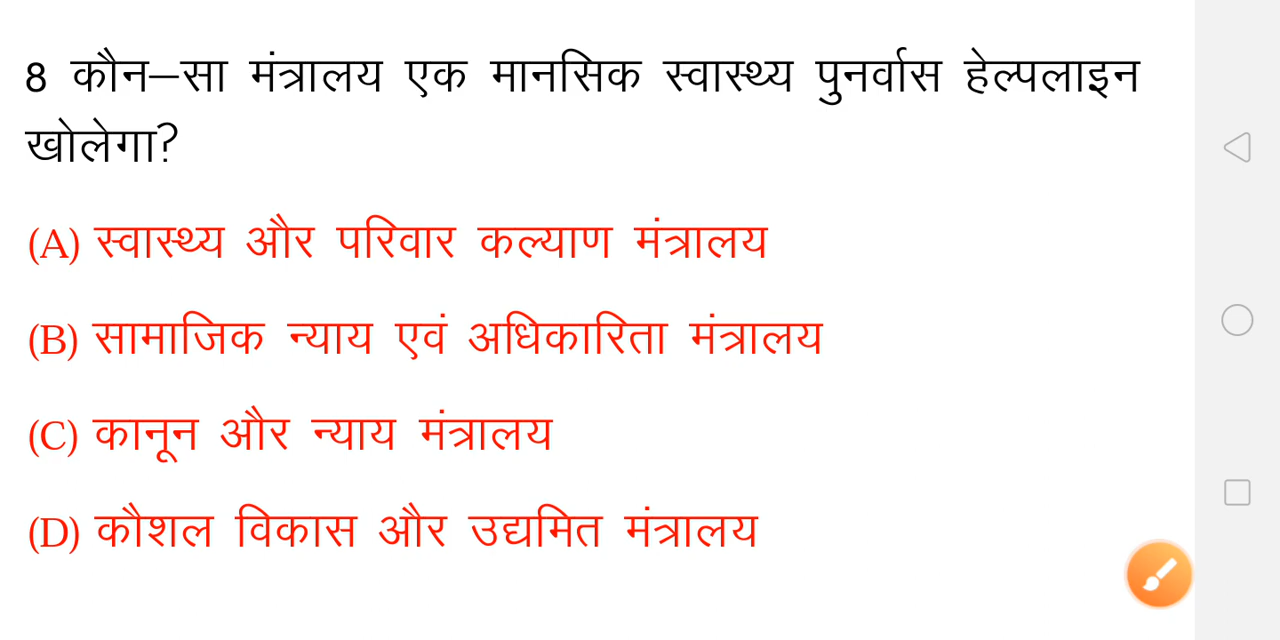 8 कौन–सा मंत्रालय एक मानसिक स्वास्थ्य पुनर्वास हेल्पलाइन
खोलेगा?
(A) स्वास्थ्य और परिवार कल्याण मंत्रालय
(B) सामाजिक न्याय एवं अधिकारिता मंत्रालय
(C) कानून और न्याय मंत्रालय
(D) कौशल विकास और उद्यमित मंत्रालय